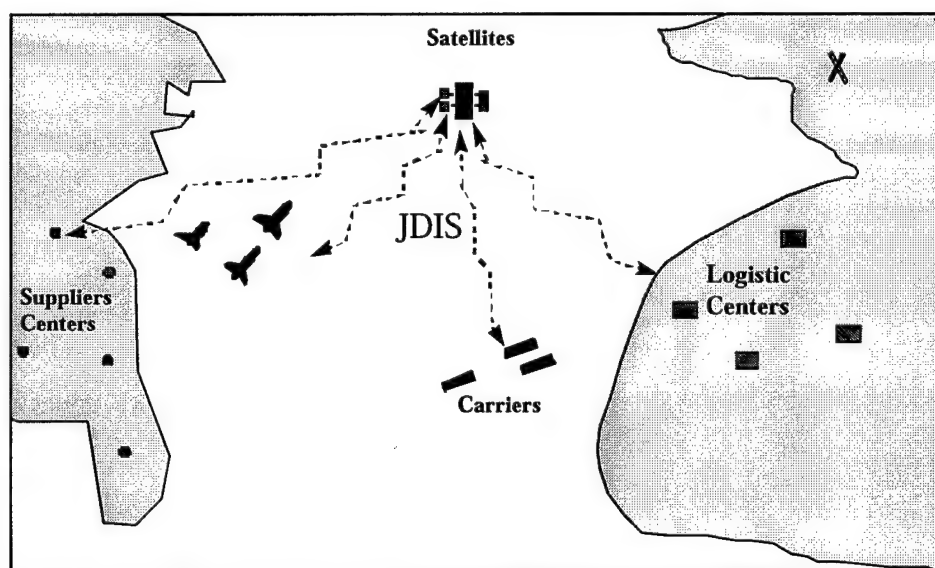 Satellites
JDIS
Suppliers
Centers
Logistic
Centers
Carriers